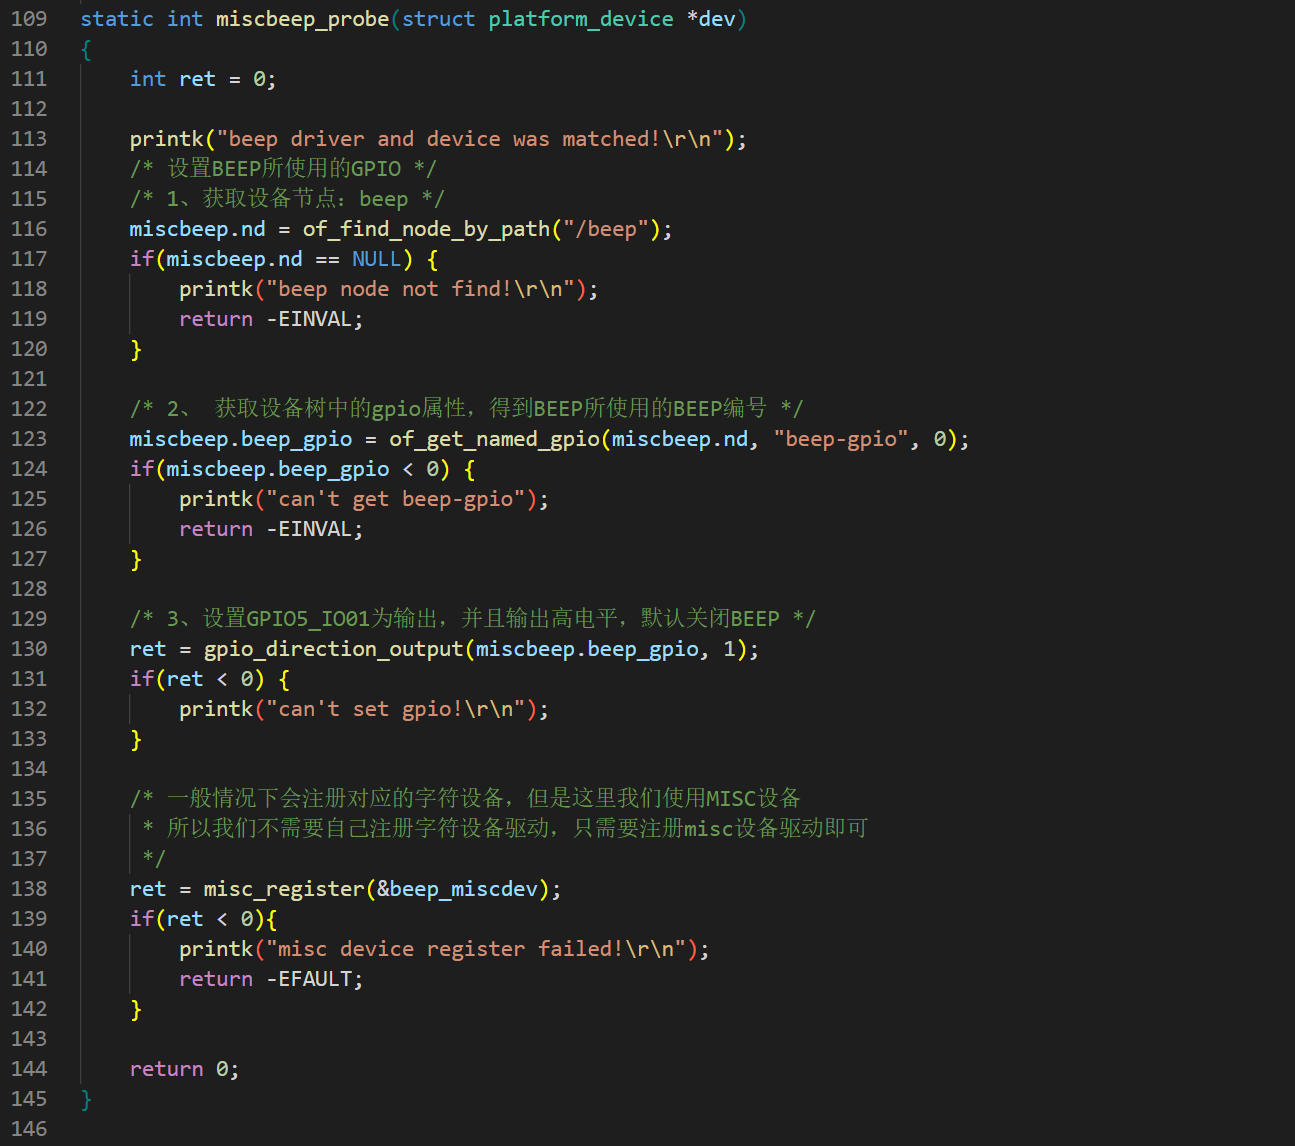 109 static int miscbeep_probe(struct platform_device *dev)
110 {
111     int ret = 0;
112
113     printk("beep driver and device was matched!\r\n");
114     /* 设置BEEP所使用的GPIO */
115     /* 1、获取设备节点：beep */
116     miscbeep.nd = of_find_node_by_path("/beep");
117     if(miscbeep.nd == NULL) {
118         printk("beep node not find!\r\n");
119         return -EINVAL;
120     }
121
122     /* 2、 获取设备树中的gpio属性，得到BEEP所使用的BEEP编号 */
123     miscbeep.beep_gpio = of_get_named_gpio(miscbeep.nd, "beep-gpio", 0);
124     if(miscbeep.beep_gpio < 0) {
125         printk("can't get beep-gpio");
126         return -EINVAL;
127     }
128
129     /* 3、设置GPIO5_IO01为输出，并且输出高电平，默认关闭BEEP */
130     ret = gpio_direction_output(miscbeep.beep_gpio, 1);
131     if(ret < 0) {
132         printk("can't set gpio!\r\n");
133     }
134
135     /* 一般情况下会注册对应的字符设备，但是这里我们使用MISC设备
136      * 所以我们不需要自己注册字符设备驱动，只需要注册misc设备驱动即可
137      */
138     ret = misc_register(&beep_miscdev);
139     if(ret < 0){
140         printk("misc device register failed!\r\n");
141         return -EFAULT;
142     }
143
144     return 0;
145 }
146